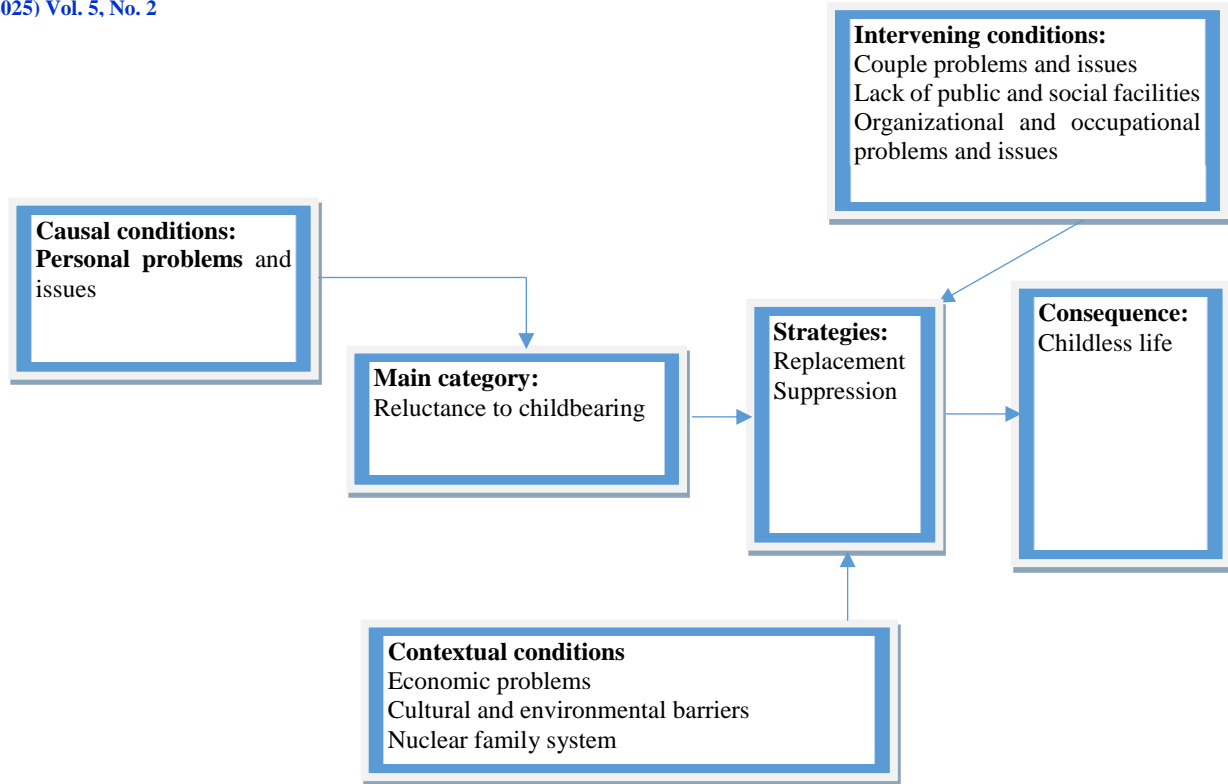 025) Vol. 5, No. 2
Intervening conditions:
Couple problems and issues
Lack of public and social facilities
Organizational and occupational
problems and issues
Causal conditions:
Personal problems and
issues
Main category:
Reluctance to childbearing
Strategies:
Replacement
Suppression
Consequence:
Childless life
Contextual conditions
Economic problems
Cultural and environmental barriers
Nuclear family system